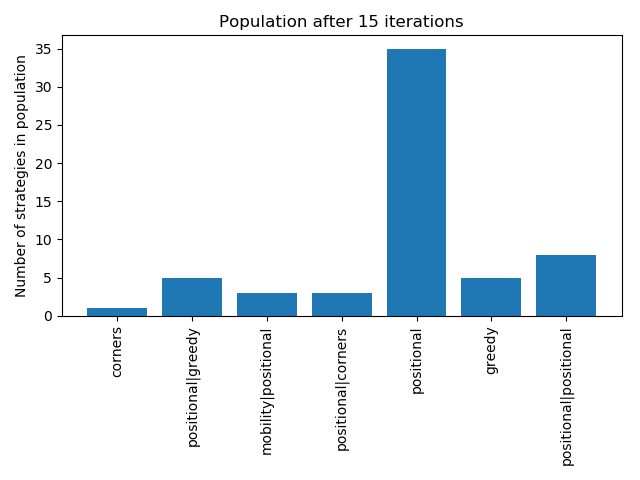 Population after 15 iterations
Number of strategies in population
35
30
25
20
15
10
5
0
corners
positional|greedy
mobility|positional
positional|corners
positional
greedy
positional|positional